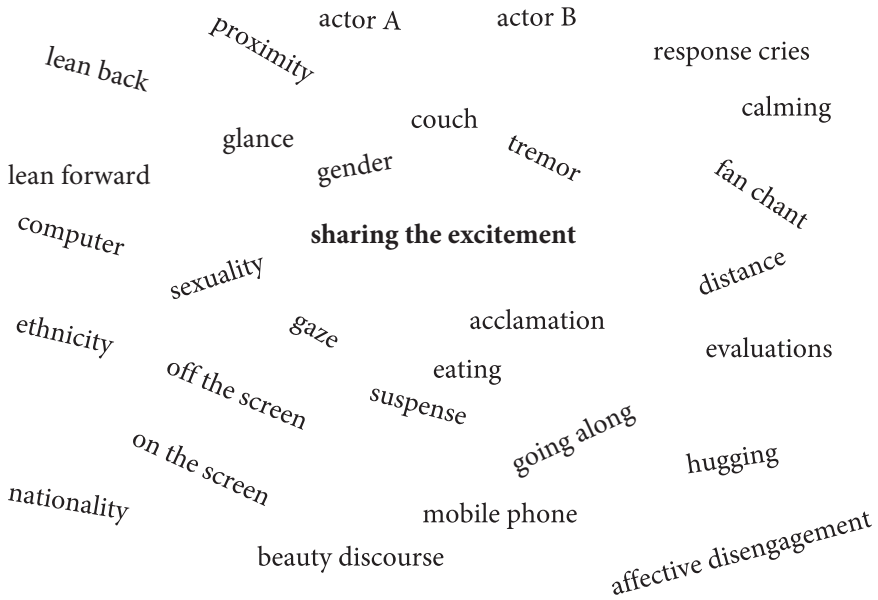 actor A
actor B
proximity
response cries
lean back
calming
couch
glance
tremor
gender
lean forward
fan chant
computer
sharing the excitement
distance
sexuality
gaze
acclamation
ethnicity
evaluations
eating
off the screen
suspense
going along
hugging
on the screen
nationality
mobile phone
beauty discourse
affective disengagement